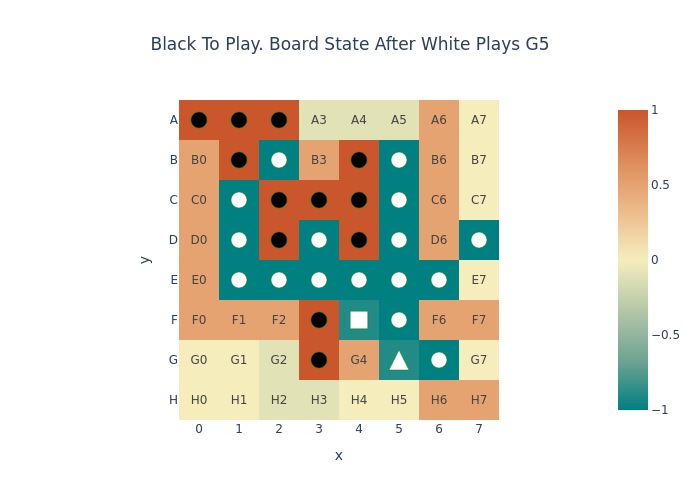 Black To Play. Board State After White Plays G5
A A3 A4 A5 A6 A7 1
B B0 B3 B6 B7
C C0 C6 C7 0.5
D D0 D6
y E E0 E7 0
F F0 F1 F2 F6 F7 −0.5
G G0 G1 G2 G4 G7
H H0 H1 H2 H3 H4 H5 H6 H7 −1
0 1 2 3 4 5 6 7
x